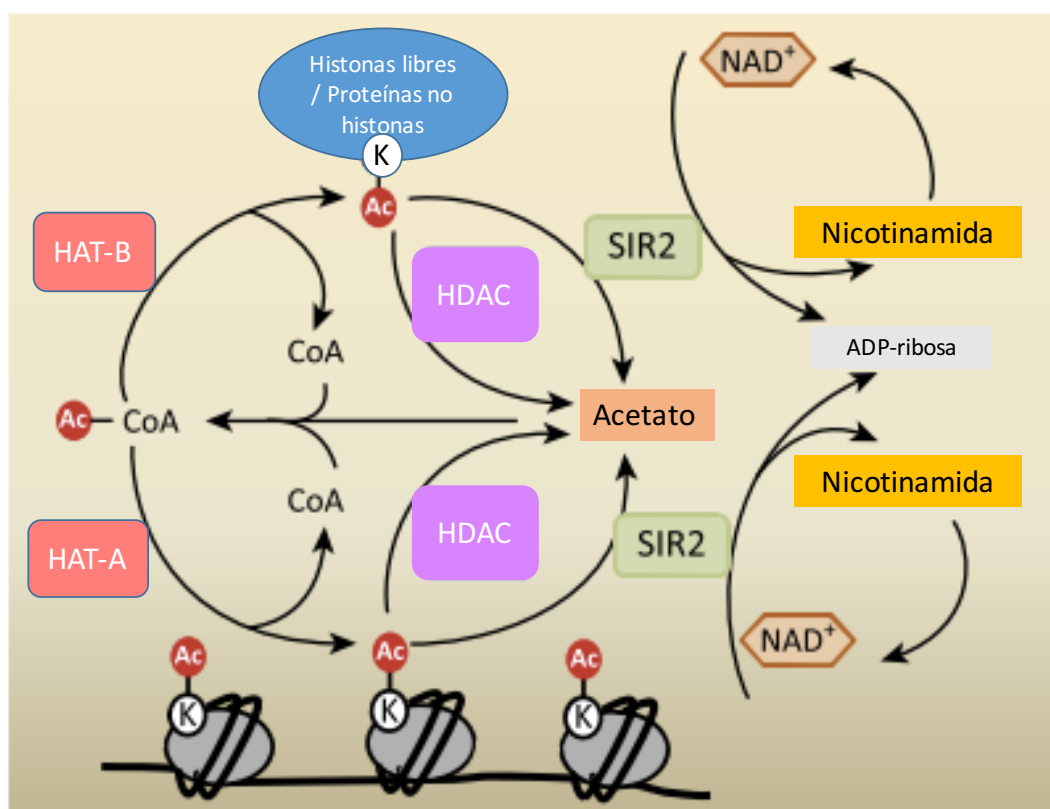 Histonas libres
/ Proteínas no
histonas
K
Ac
NAD⁺
HAT-B
SIR2
Nicotinamida
HDAC
CoA
ADP-ribosa
Ac
CoA
Acetato
CoA
Nicotinamida
HAT-A
HDAC
SIR2
NAD⁺
Ac
Ac
Ac
K
K
K